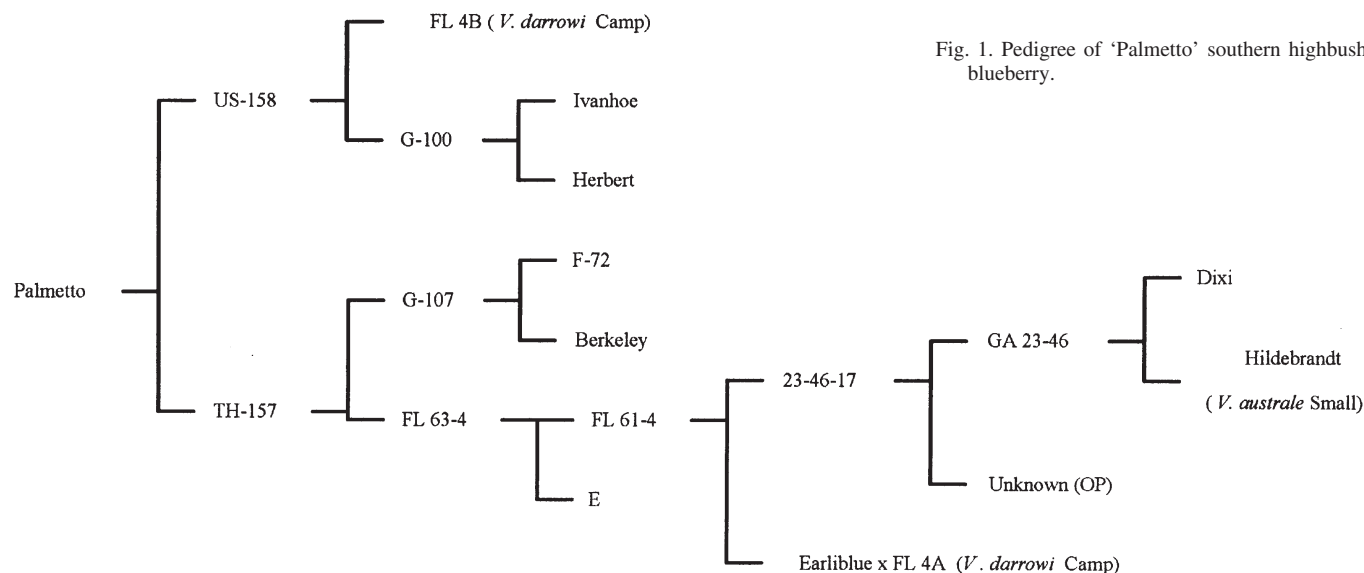 FL 4B ( V. darrowi Camp)
Fig. 1. Pedigree of ‘Palmetto’ southern highbush
blueberry.
US-158
Ivanhoe
G-100
Herbert
Palmetto
F-72
G-107
Berkeley
TH-157
FL 63-4
FL 61-4
E
23-46-17
GA 23-46
Dixi
Hildebrandt
( V. australe Small)
Unknown (OP)
Earliblue x FL 4A (V. darrowi Camp)